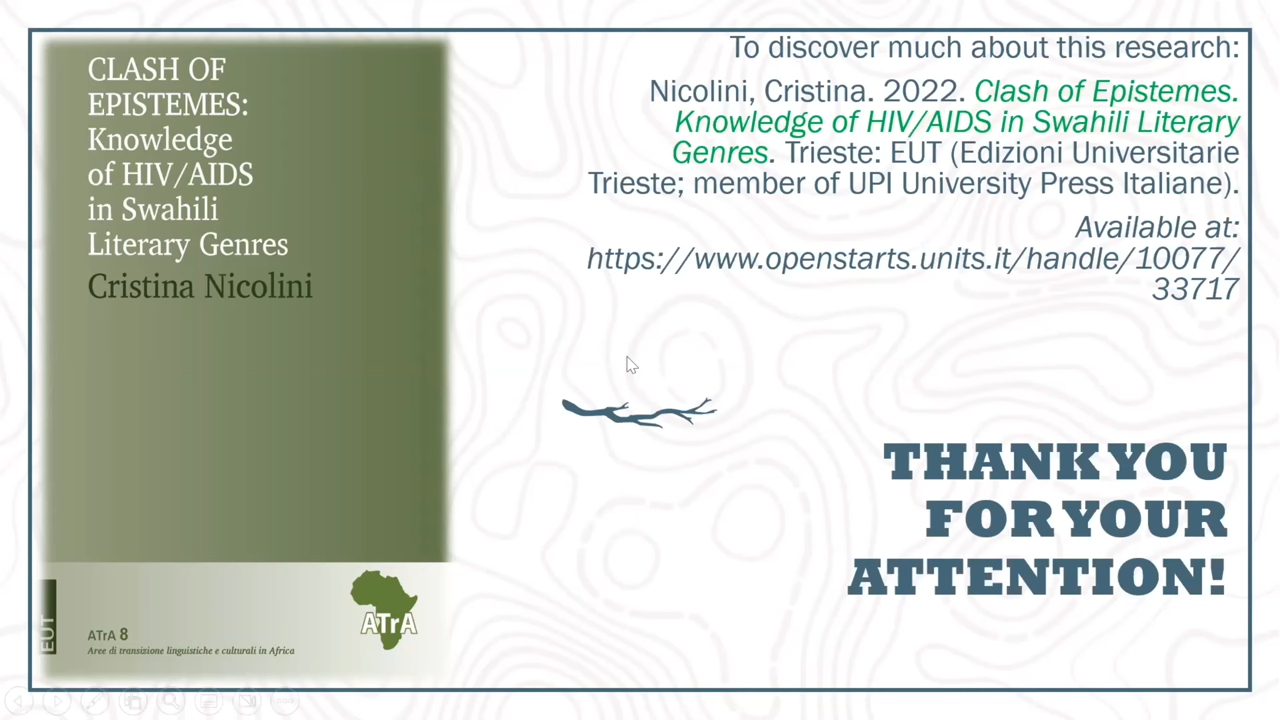 CLASH OF
EPISTEMES:
Knowledge
of HIV/AIDS
in Swahili
Literary Genres
Cristina Nicolini
EUT
ATrA
ATrA 8
Aree di transizione linguistiche e culturali in Africa
To discover much about this research:
Nicolini, Cristina. 2022. Clash of Epistemes.
Knowledge of HIV/AIDS in Swahili Literary
Genres. Trieste: EUT (Edizioni Universitarie
Trieste; member of UPI University Press Italiane).
Available at:
https://www.openstarts.units.it/handle/10077/
33717
THANK YOU
FOR YOUR
ATTENTION!